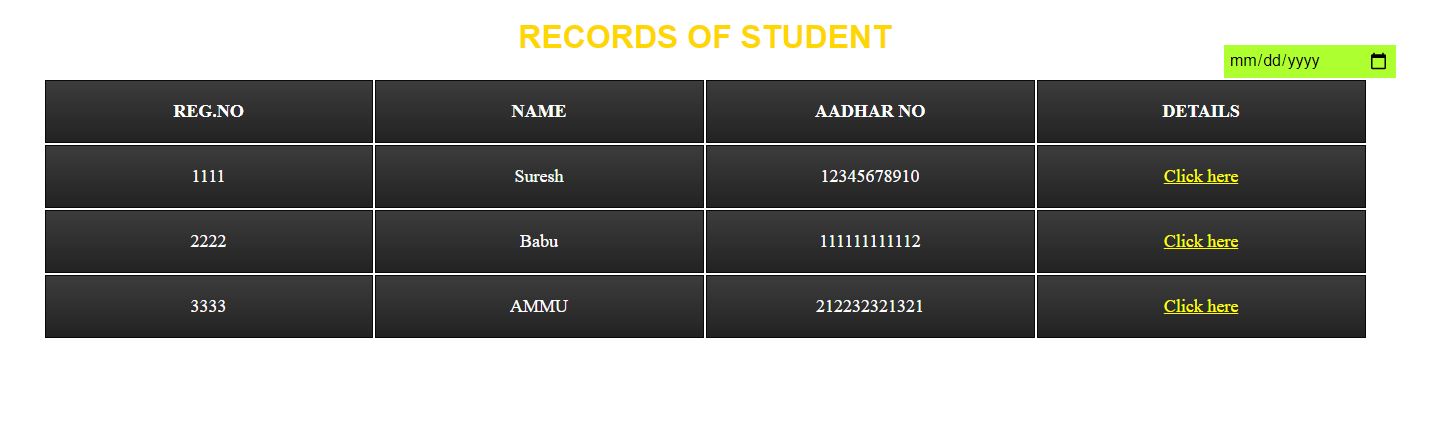 RECORDS OF STUDENT
mm/dd/yyyy
REG.NO NAME AADHAR NO DETAILS
1111 Suresh 12345678910 Click here
2222 Babu 111111111112 Click here
3333 AMMU 212232321321 Click here